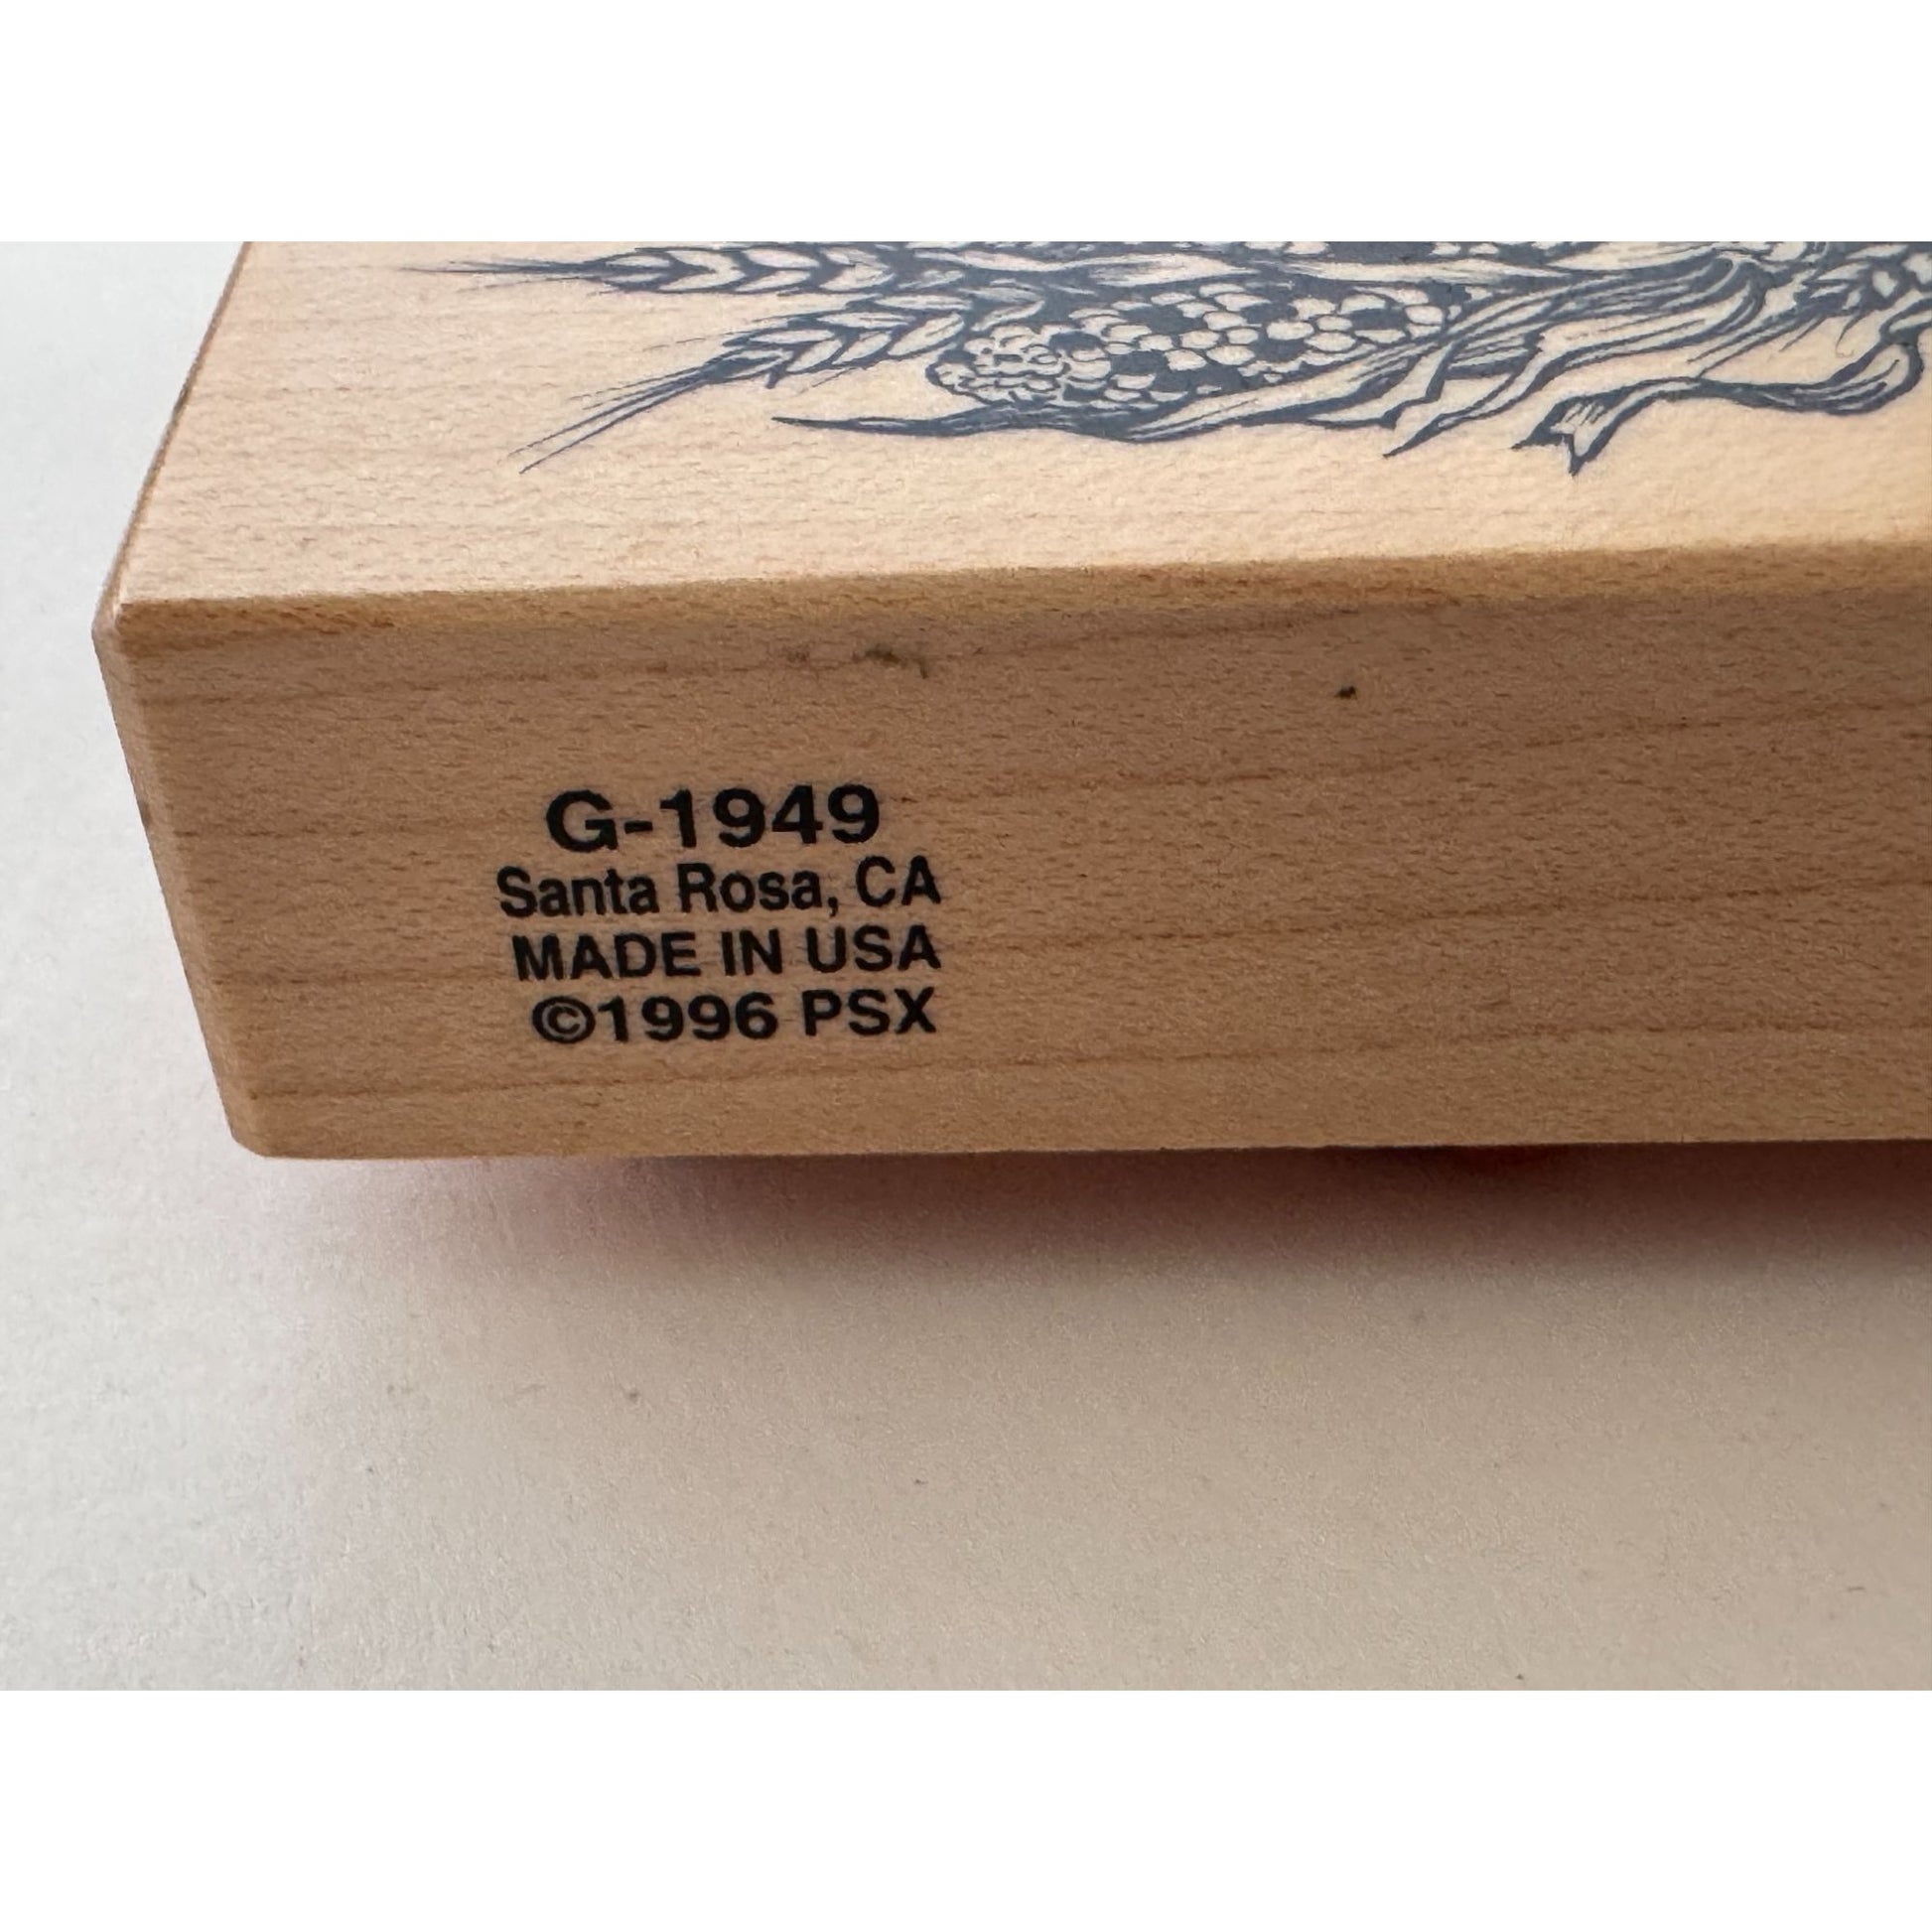 G-1949
Santa Rosa, CA
MADE IN USA
©1996 PSX